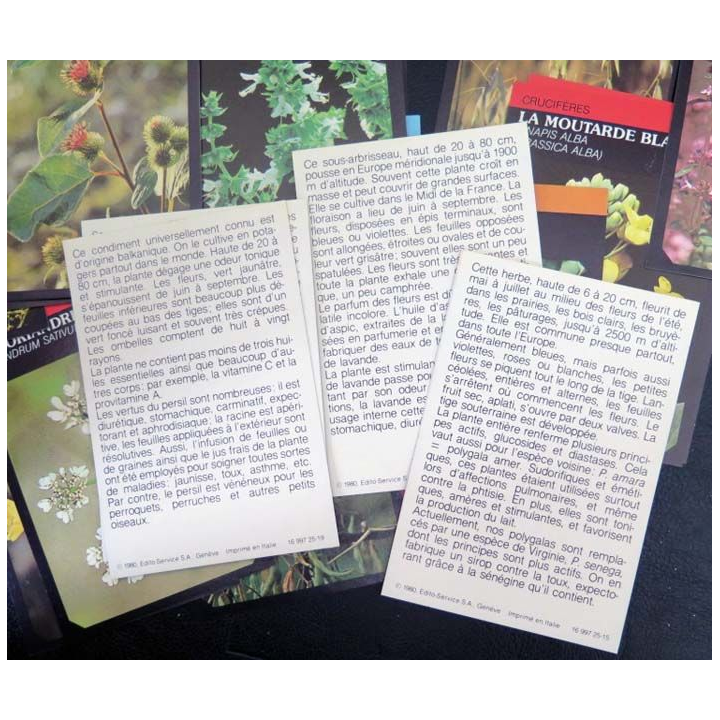 CRUCIFÈRES
LA MOUTARDE BLA
NAPIS ALBA
ASSICA ALBA)
ORIANDR
NDRUM SATIVU
Ce condiment universellement connu est
d'origine balkanique. On le cultive en pota-
gers partout dans le monde. Haute de 20 à
80 cm, la plante dégage une odeur tonique
et stimulante. Les fleurs, vert jaunâtre,
s'épanouissent de juin à septembre. Les
feuilles inférieures sont beaucoup plus dé-
coupées au bas des tiges; elles sont d'un
vert foncé luisant et souvent très crépues.
Les ombelles comptent de huit à vingt
rayons.
La plante ne contient pas moins de trois hui-
les essentielles ainsi que beaucoup d'au-
tres corps: par exemple, la vitamine C et la
provitamine A.
Les vertus du persil sont nombreuses: il est
diurétique, stomachique, carminatif, expec-
torant et aphrodisiaque; la racine est apéri-
tive, les feuilles appliquées à l'extérieur sont
résolutives. Aussi, l'infusion de feuilles ou
de graines ainsi que le jus frais de la plante
ont été employés pour soigner toutes sortes
de maladies: jaunisse, toux, asthme, etc.
Par contre, le persil est vénéneux pour les
perroquets, perruches et autres petits
oiseaux.
© 1980, Edito-Service S.A., Genève Imprimé en Italie 16 997 25-19
Ce sous-arbrisseau, haut de 20 à 80 cm,
pousse en Europe méridionale jusqu'à 1900
m d'altitude. Souvent cette plante croît en
masse et peut couvrir de grandes surfaces.
Elle se cultive dans le Midi de la France. La
floraison a lieu de juin à septembre. Les
fleurs, disposées en épis terminaux, sont
bleues ou violettes. Les feuilles opposées
sont allongées, étroites ou ovales et de cou-
leur vert grisâtre; souvent elles sont un peu
spatulées. Les fleurs sont très
toute la plante exhale une
que, un peu camphrée.
Le parfum des fleurs est dû
latile incolore. L'huile d'a
d'aspic, extraites de la l
sées en parfumerie et en
fabriquer des eaux de
de lavande.
La plante est stimulan
de lavande passe po
tant par son odeur
tions, la lavande es
usage interne cett
stomachique, diur
© 1980, Edito-Service S.A., Ge
Cette herbe, haute de 6 à 20 cm, fleurit de
mai à juillet au milieu des fleurs de l'été,
dans les prairies, les bois clairs, les bruyè-
res, les pâturages, jusqu'à 2500 m d'alti-
tude. Elle est commune presque partout,
dans toute l'Europe.
Généralement bleues, mais parfois aussi
violettes, roses ou blanches, les petites
fleurs se piquent tout le long de la tige. Lan-
céolées, entières et alternes, les feuilles
s'arrêtent où commencent les fleurs. Le
fruit sec, aplati, s'ouvre par deux valves. La
tige souterraine est développée.
La plante entière renferme plusieurs princi-
pes actifs, glucosides et diastases. Cela
vaut aussi pour l'espèce voisine: P. amara
= polygala amer. Sudorifiques et éméti-
ques, ces plantes étaient utilisées surtout
lors d'affections pulmonaires, et même
contre la phtisie. En plus, elles sont toni-
ques, amères et stimulantes, et favorisent
la production du lait.
Actuellement, nos polygalas sont rempla-
cés par une espèce de Virginie, P. senega,
dont les principes sont plus actifs. On en
fabrique un sirop contre la toux, expecto-
rant grâce à la sénégine qu'il contient.
© 1980, Edito-Service S.A., Genève Imprimé en Italie 16 997 25-15